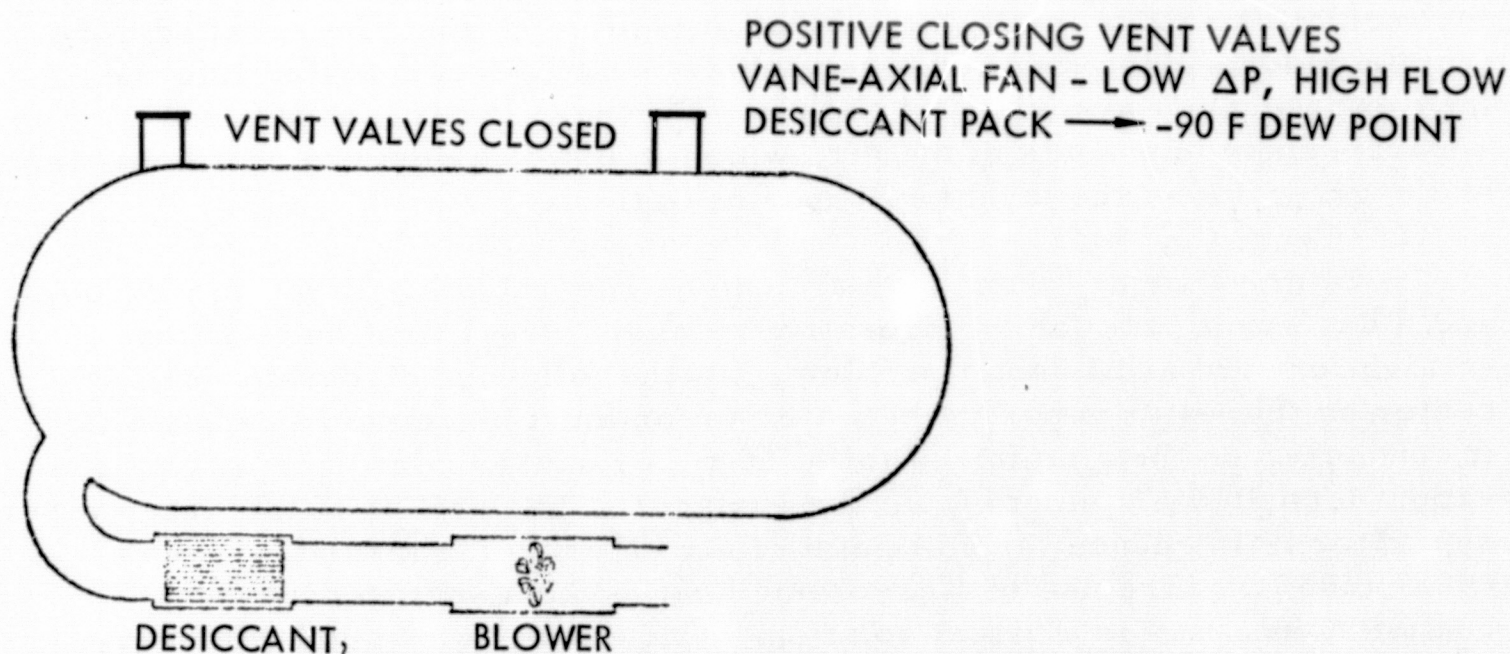 POSITIVE CLOSING VENT VALVES
VANE-AXIAL FAN - LOW ΔP, HIGH FLOW
DESICCANT PACK ⟶ -90 F DEW POINT
VENT VALVES CLOSED
DESICCANT,
BLOWER